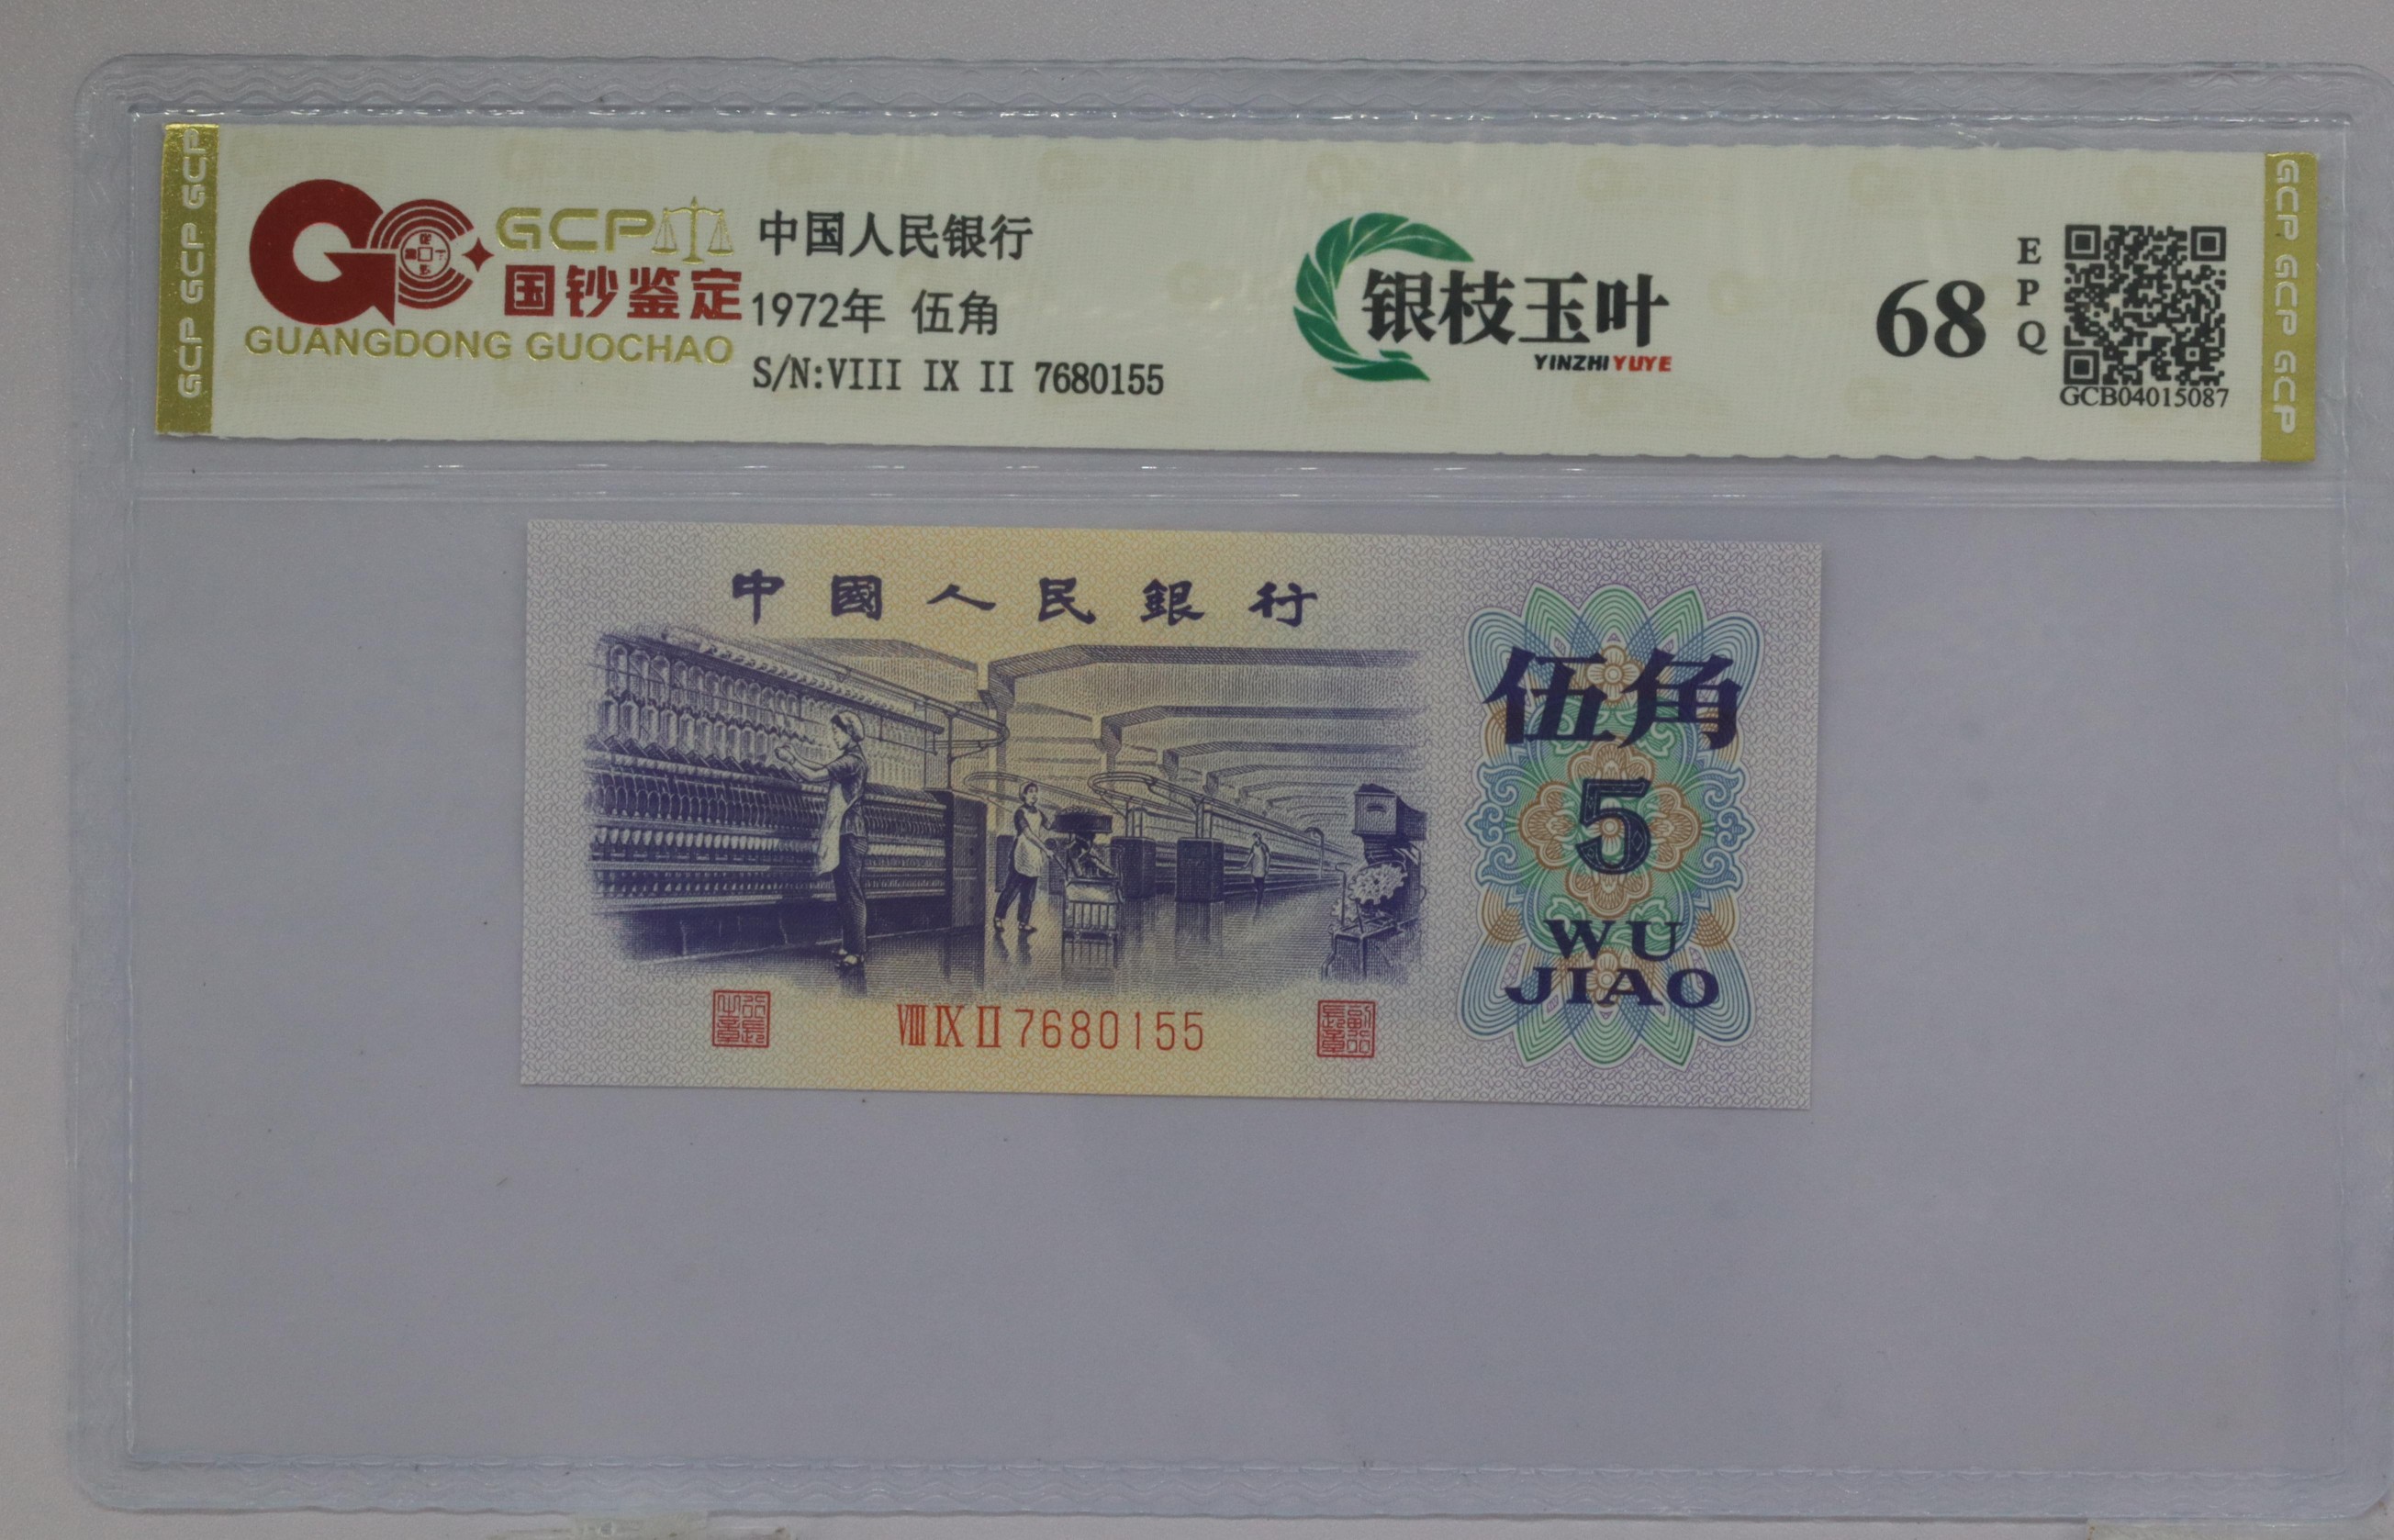 GCP GCP GCP
GCP
国钞鉴定
GUANGDONG GUOCHAO
中国人民银行
1972年 伍角
S/N:VIII IX II 7680155
银枝玉叶
YINZHIYUYE
68
EPQ
GCB04015087
GCP GCP GCP
中國人民銀行
伍角
5
WU
JIAO
VIII IX II 7680155